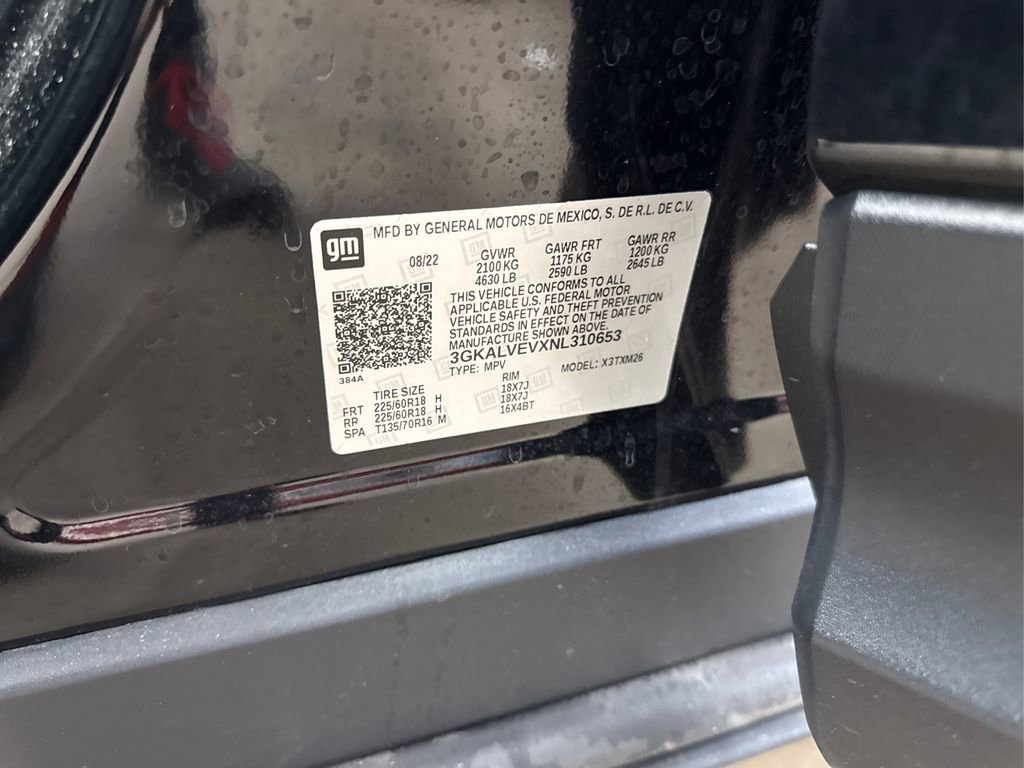 gm
MFD BY GENERAL MOTORS DE MEXICO, S. DE R.L. DE C.V.
08/22
GVWR
2100 KG
4630 LB
GAWR FRT
1175 KG
2590 LB
GAWR RR
1200 KG
2645 LB
THIS VEHICLE CONFORMS TO ALL
APPLICABLE U.S. FEDERAL MOTOR
VEHICLE SAFETY AND THEFT PREVENTION
STANDARDS IN EFFECT ON THE DATE OF
MANUFACTURE SHOWN ABOVE.
3GKALVEVXNL310653
TYPE: MPV MODEL: X3TXM26
384A
TIRE SIZE RIM
FRT 225/60R18 H 18X7J
RR 225/60R18 H 18X7J
SPA T135/70R16 M 16X4BT